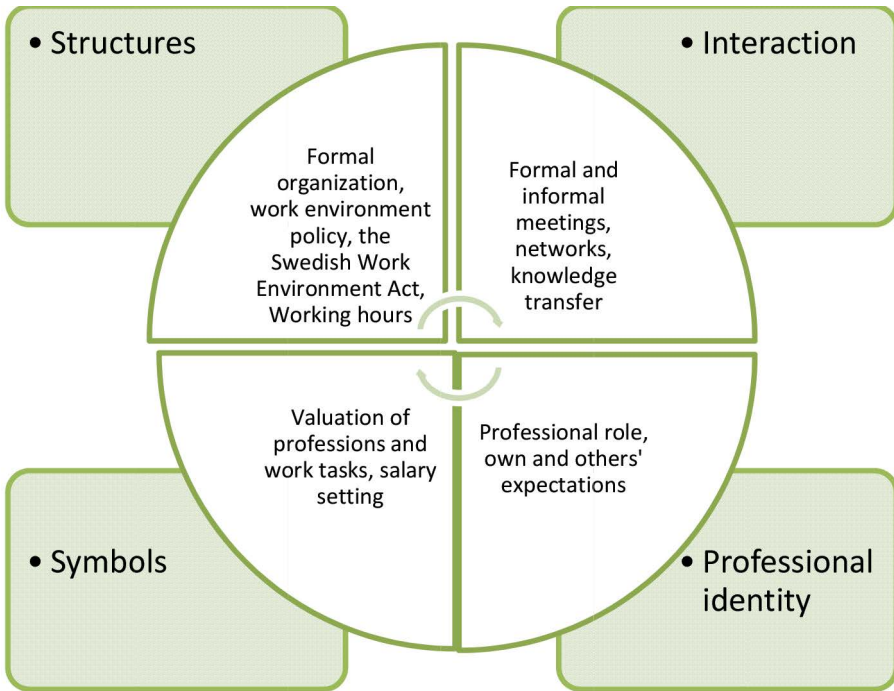 • Structures
Formal
organization,
work environment
policy, the
Swedish Work
Environment Act,
Working hours
• Interaction
Formal and
informal
meetings,
networks,
knowledge
transfer
Valuation of
professions and
work tasks, salary
setting
• Symbols
Professional role,
own and others'
expectations
• Professional
identity